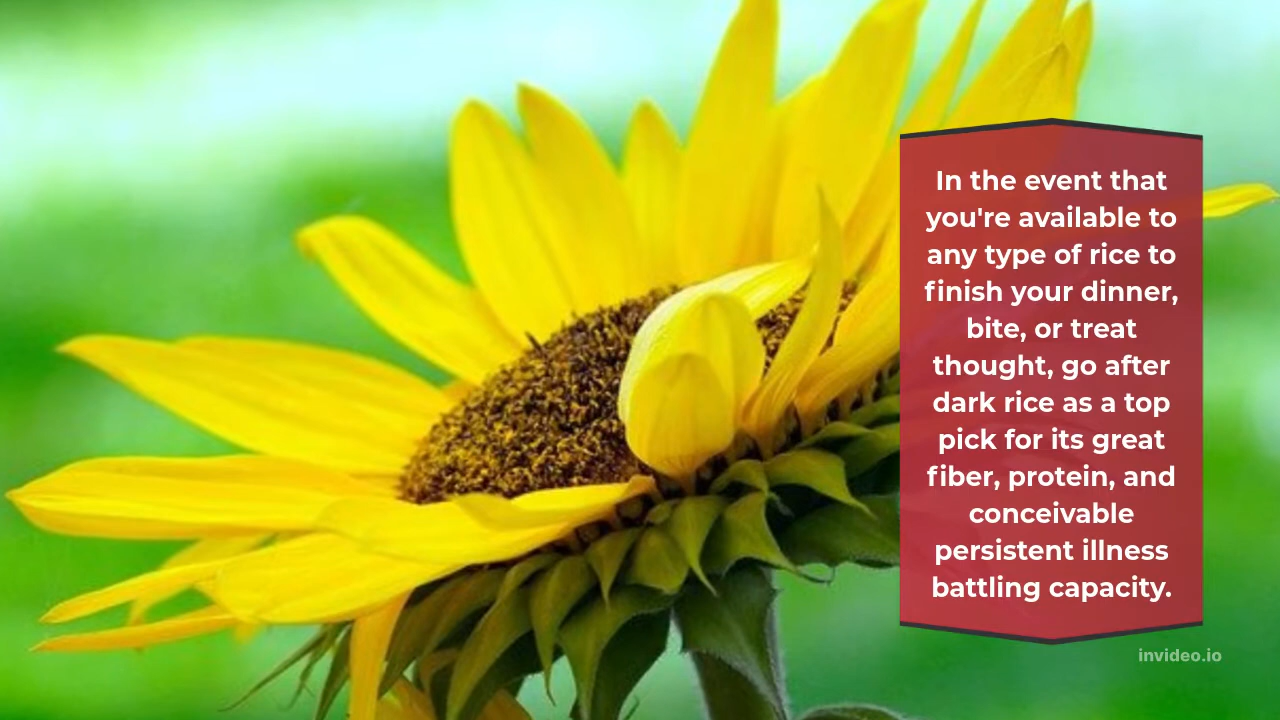 In the event that
you're available to
any type of rice to
finish your dinner,
bite, or treat
thought, go after
dark rice as a top
pick for its great
fiber, protein, and
conceivable
persistent illness
battling capacity.
invideo.io